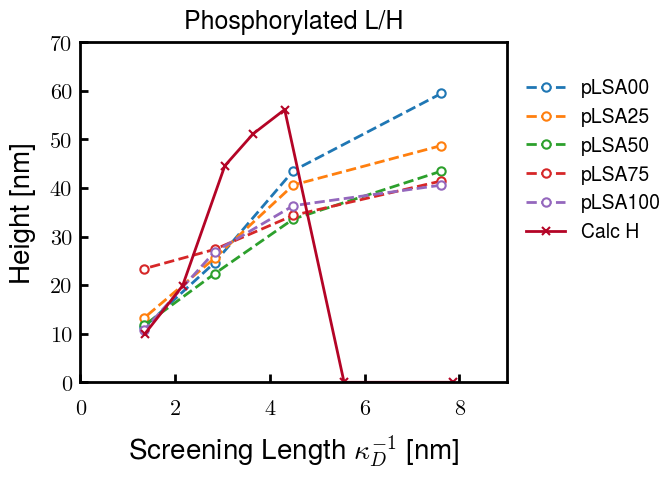 Phosphorylated L/H
Height [nm]
70
60
50
40
30
20
10
0
0 2 4 6 8
Screening Length κ_D^{-1} [nm]
pLSA00
pLSA25
pLSA50
pLSA75
pLSA100
Calc H